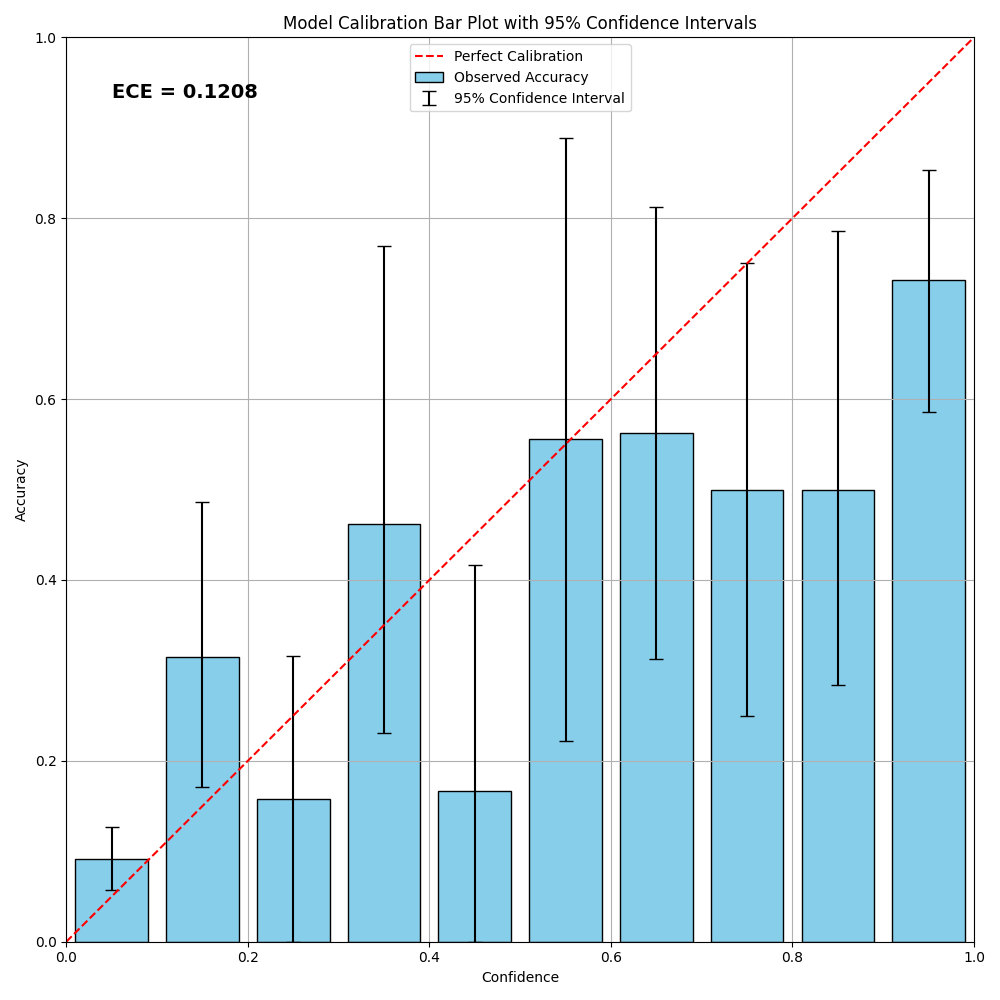 Model Calibration Bar Plot with 95% Confidence Intervals
Perfect Calibration
Observed Accuracy
95% Confidence Interval
ECE = 0.1208
1.0
0.8
0.6
0.4
0.2
0.0
Accuracy
0.0 0.2 0.4 0.6 0.8 1.0
Confidence